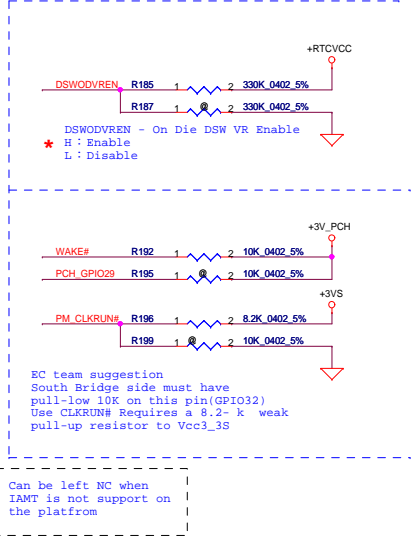 +RTCVCC
DSWODVREN R185 1 2 330K_0402_5%
R187 1 @ 2 330K_0402_5%
DSWODVREN - On Die DSW VR Enable
* H：Enable
L：Disable
+3V_PCH
WAKE# R192 1 2 10K_0402_5%
PCH_GPIO29 R195 1 @ 2 10K_0402_5%
+3VS
PM_CLKRUN# R196 1 2 8.2K_0402_5%
R199 1 @ 2 10K_0402_5%
EC team suggestion
South Bridge side must have
pull-low 10K on this pin(GPIO32)
Use CLKRUN# Requires a 8.2- k weak
pull-up resistor to Vcc3_3S
Can be left NC when
IAMT is not support on
the platfrom